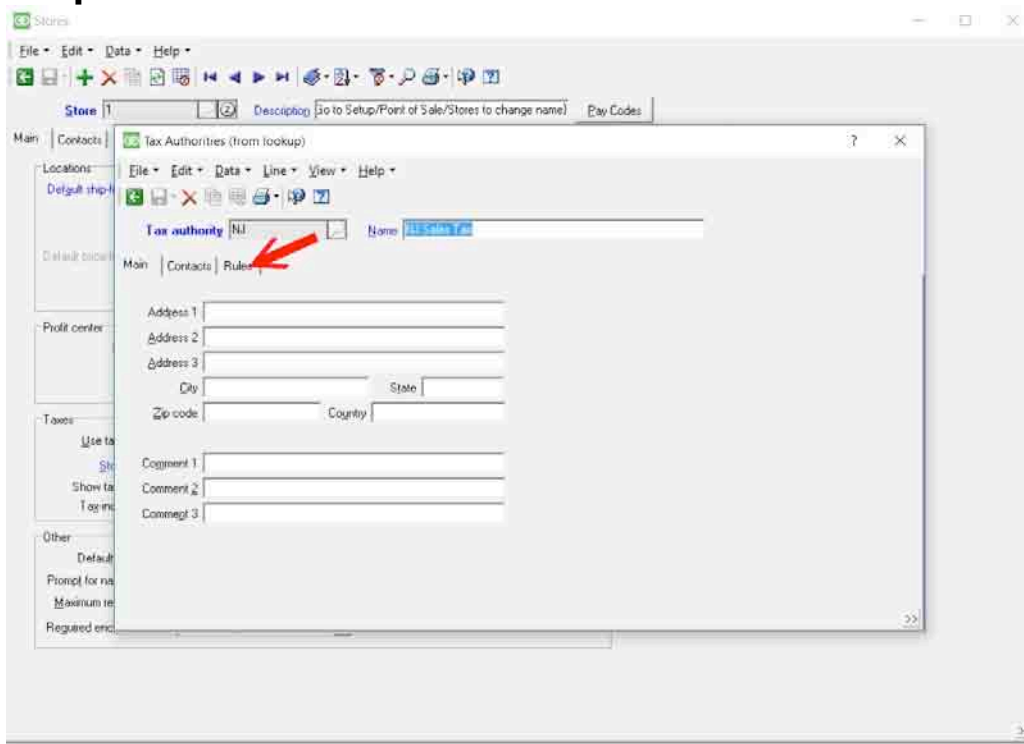 Stores
File Edit Data Help
Store 1 Description (Go to Setup/Point of Sale/Stores to change name) Pay Codes
Main Contacts
Tax Authorities (from lookup) ?
Locations
File Edit Data Line View Help
Default ship-f
Tax authority NJ Name NJ Sales Tax
Main Contacts Rules
Address 1
Profit center
Address 2
Address 3
City State
Zip code Country
Taxes
Use ta
Comment 1
Show ta
Comment 2
Tax-inc
Comment 3
Other
Default
Prompt for na
Maximum re
Required enc
>>